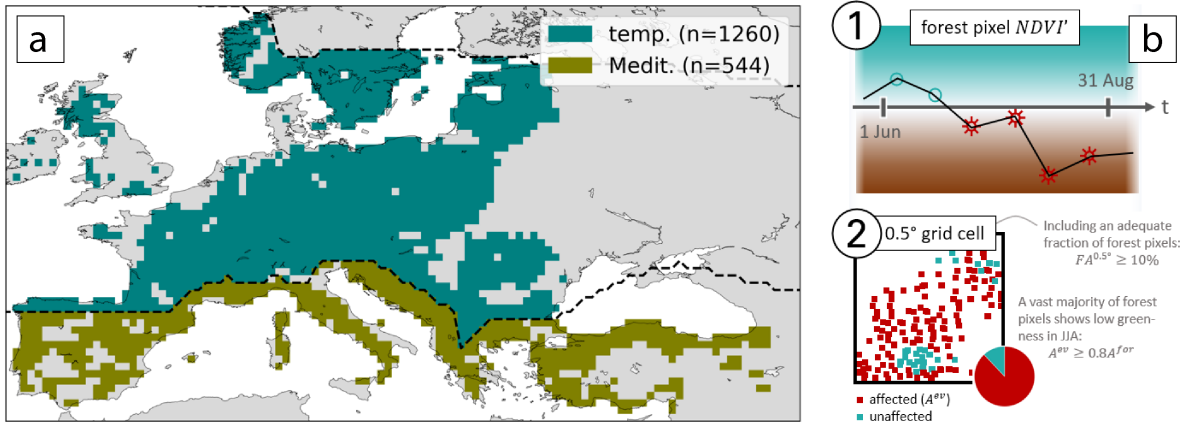 a
temp. (n=1260)
Medit. (n=544)
1
forest pixel NDVI'
b
31 Aug
t
1 Jun
2
0.5° grid cell
Including an adequate
fraction of forest pixels:
FA^0.5° ≥ 10%
A vast majority of forest
pixels shows low green-
ness in JJA:
A^ev ≥ 0.8A^for
affected (A^ev)
unaffected